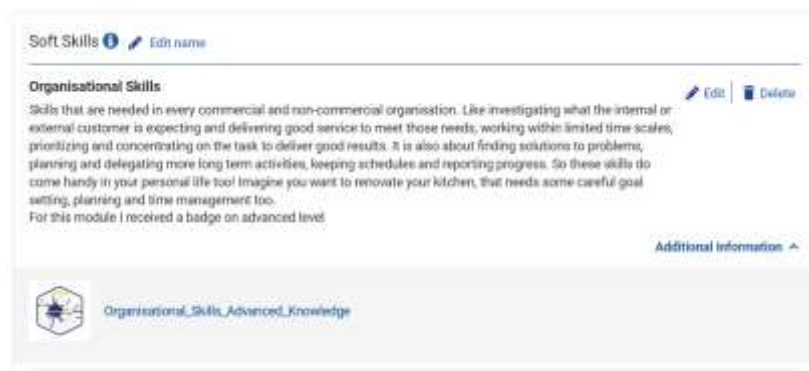 Soft Skills Edit name
Organisational Skills
Edit Delete
Skills that are needed in every commercial and non-commercial organisation. Like investigating what the internal or
external customer is expecting and delivering good service to meet those needs, working within limited time scales,
prioritizing and concentrating on the task to deliver good results. It is also about finding solutions to problems,
planning and delegating more long term activities, keeping schedules and reporting progress. So these skills do
come handy in your personal life too! Imagine you want to renovate your kitchen, that needs some careful goal
setting, planning and time management too.
For this module I received a badge on advanced level
Additional information
Organisational_Skills_Advanced_Knowledge